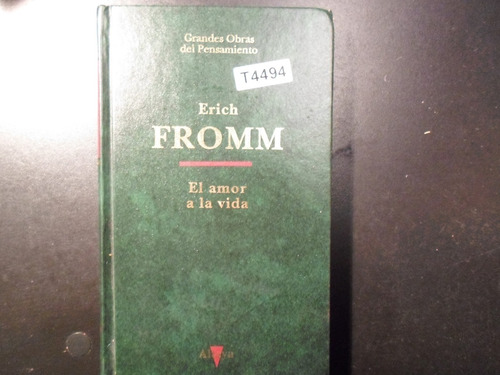 Grandes Obras
del Pensamiento
T4494
Erich
FROMM
El amor
a la vida